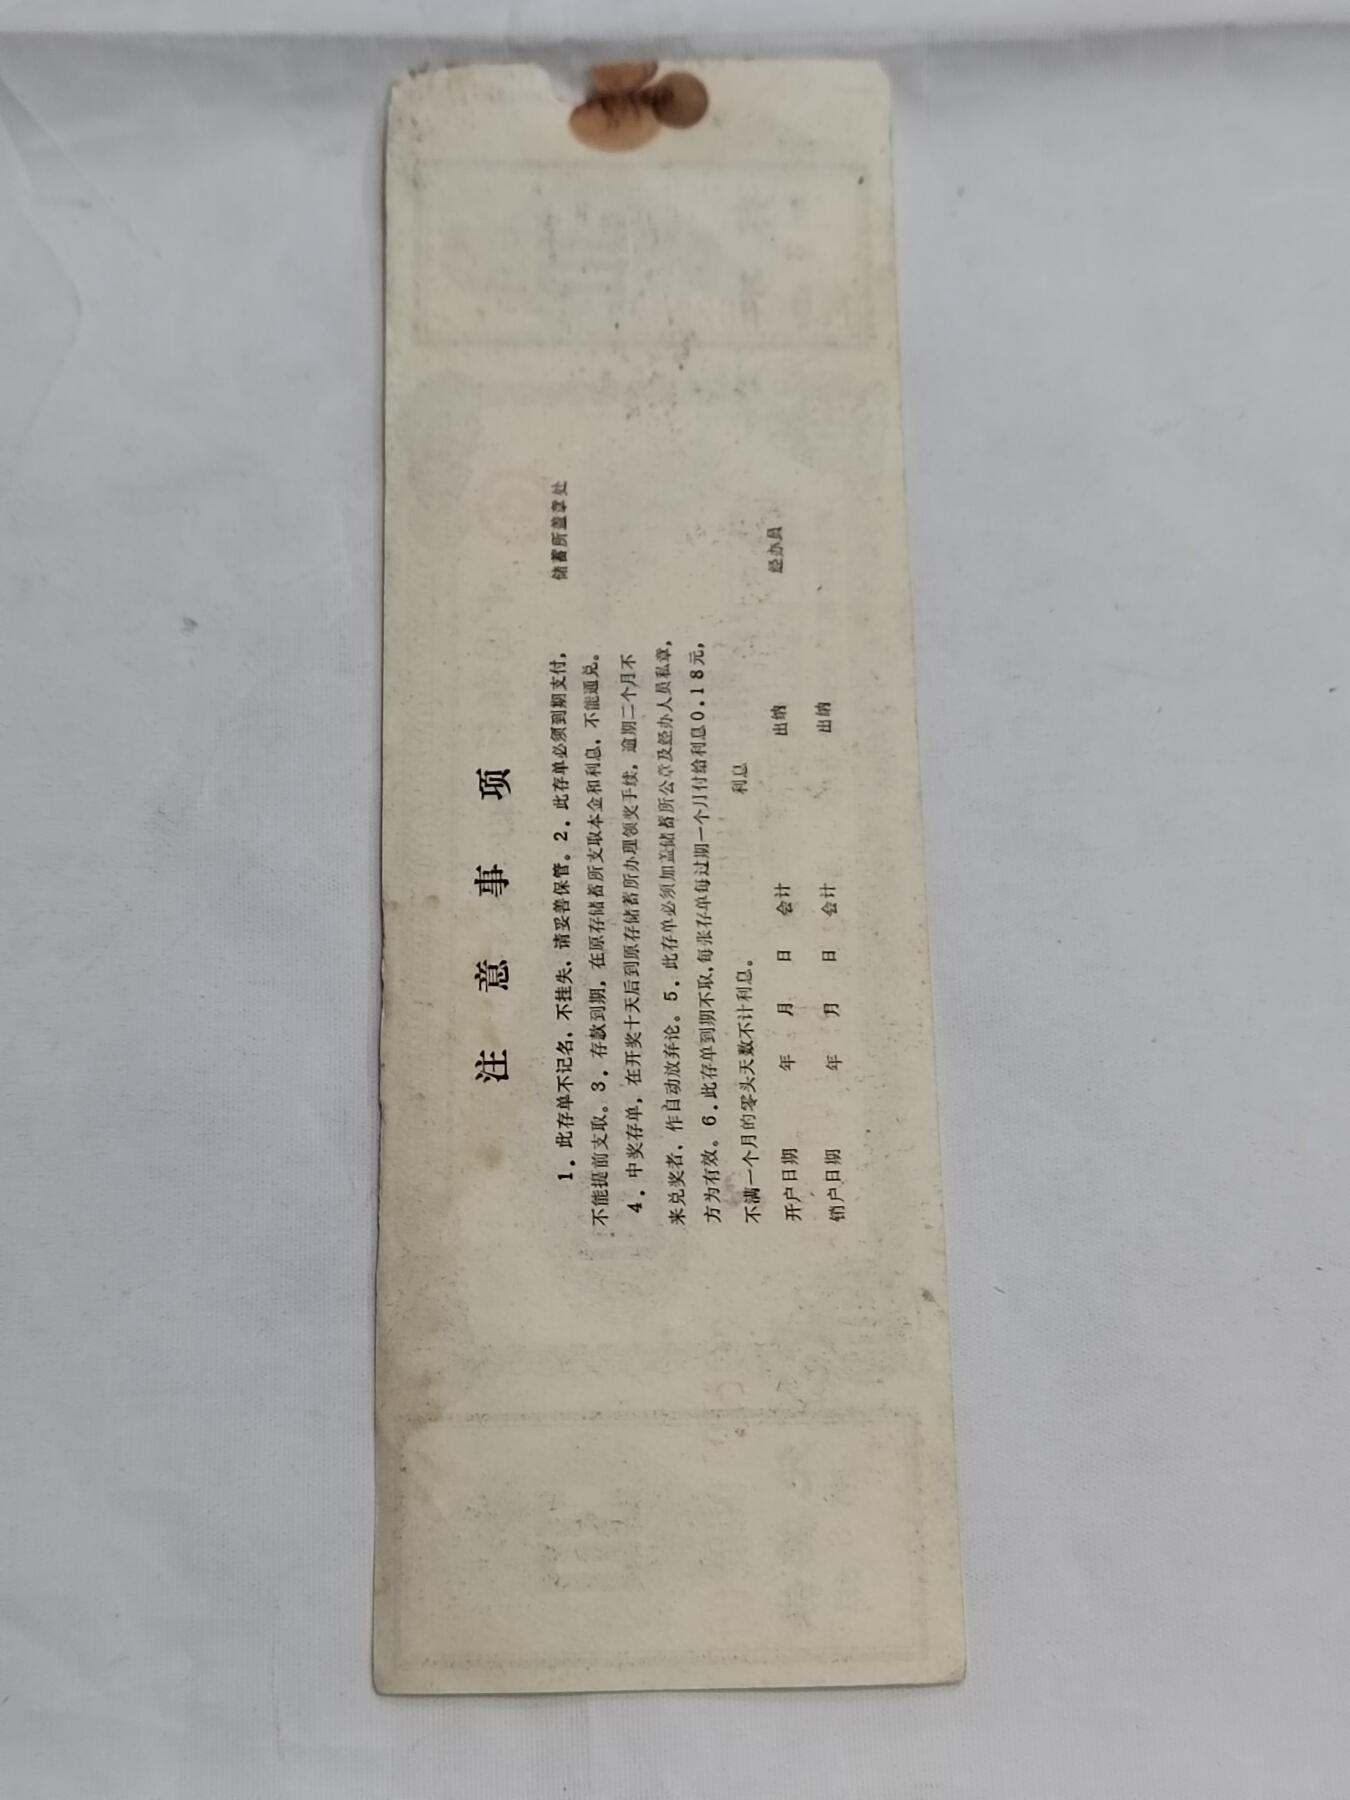 注意事项
1．此存单不记名，不挂失，请妥善保管。2．此存单必须到期支付，
储蓄所盖章处
不能提前支取。3．存款到期，在原存储蓄所支取本金和利息，不能通兑。
4．中奖存单，在开奖十天后到原存储蓄所办理领奖手续，逾期二个月不
来兑奖者，作自动放弃论。5．此存单必须加盖储蓄所公章及经办人员私章，
方为有效。6．此存单到期不取，每张存单每过期一个月付给利息0.18元，
不满一个月的零头天数不计利息。 利息
开户日期 年 月 日 会计 出纳 经办员
销户日期 年 月 日 会计 出纳